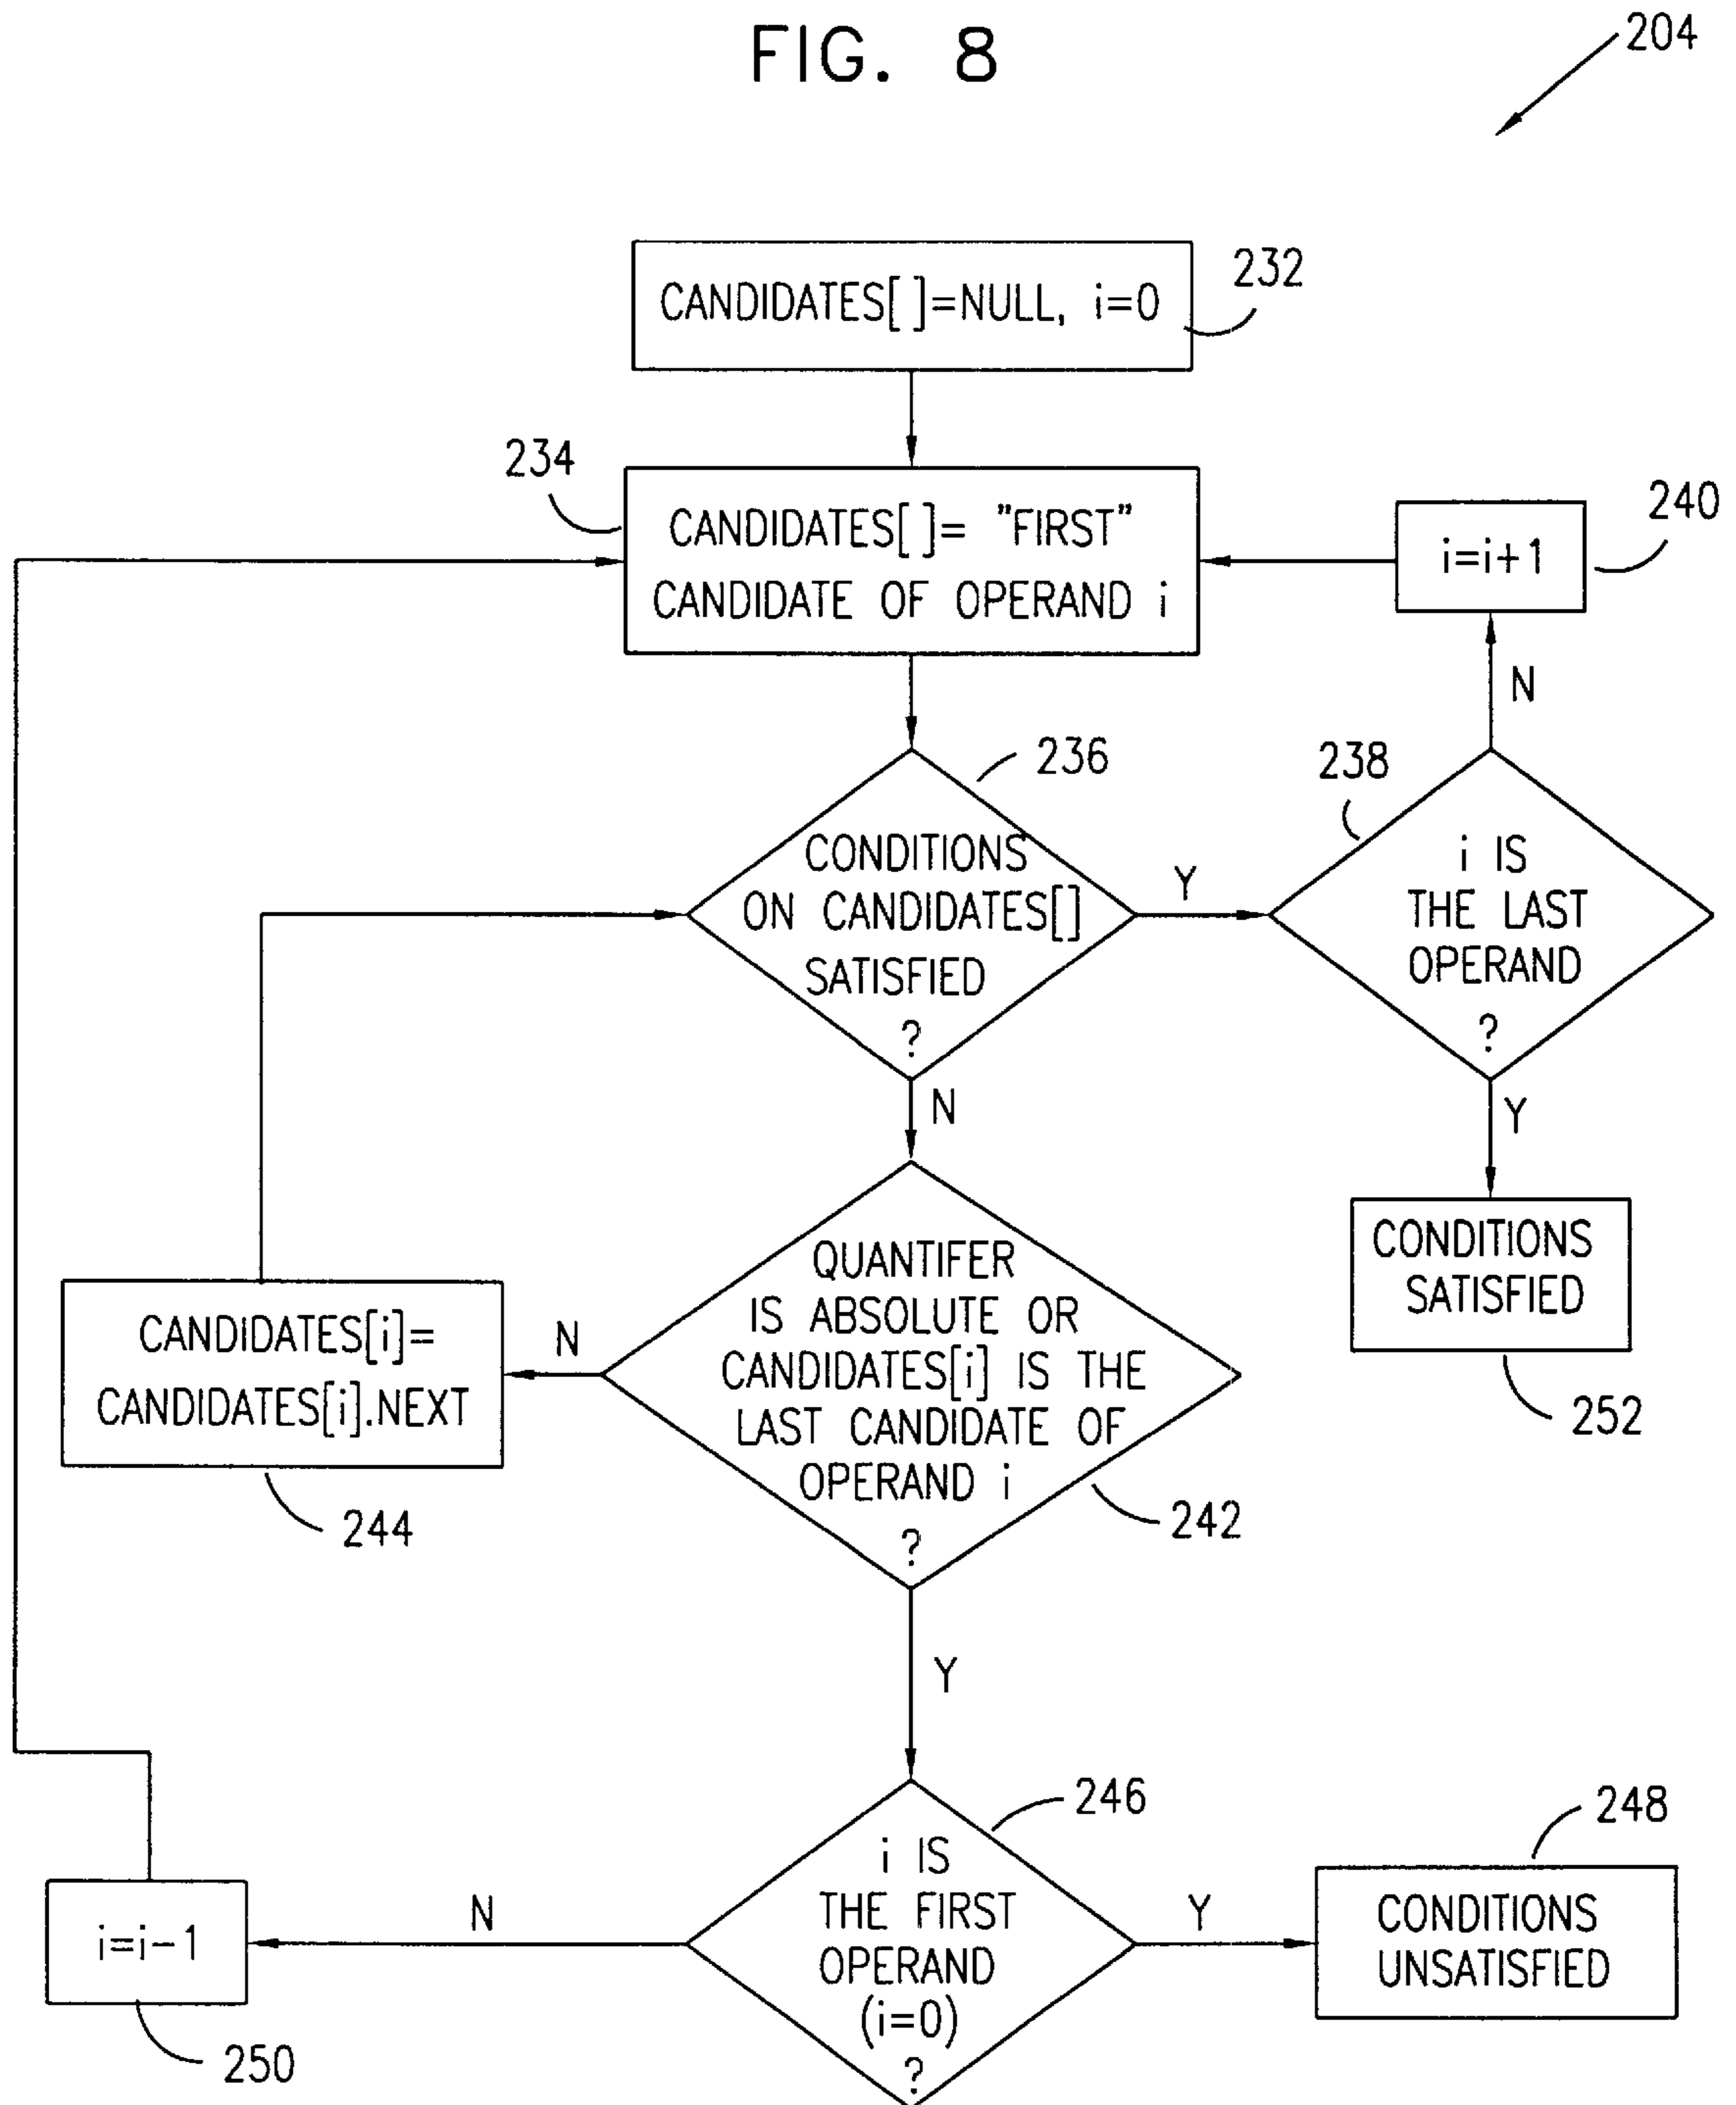 FIG. 8
204
CANDIDATES[ ]=NULL, i=0
232
234
CANDIDATES[ ]= "FIRST"
CANDIDATE OF OPERAND i
i=i+1
240
236
CONDITIONS
ON CANDIDATES[]
SATISFIED
?
Y
N
238
i IS
THE LAST
OPERAND
?
N
Y
CONDITIONS
SATISFIED
252
QUANTIFER
IS ABSOLUTE OR
CANDIDATES[i] IS THE
LAST CANDIDATE OF
OPERAND i
?
242
N
CANDIDATES[i]=
CANDIDATES[i].NEXT
244
Y
246
i IS
THE FIRST
OPERAND
(i=0)
?
N
i=i-1
250
Y
248
CONDITIONS
UNSATISFIED